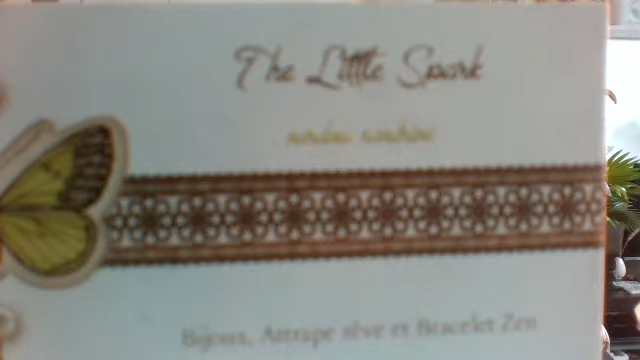 The Little Spark
Bijoux, Attrape rêve et Bracelet Zen